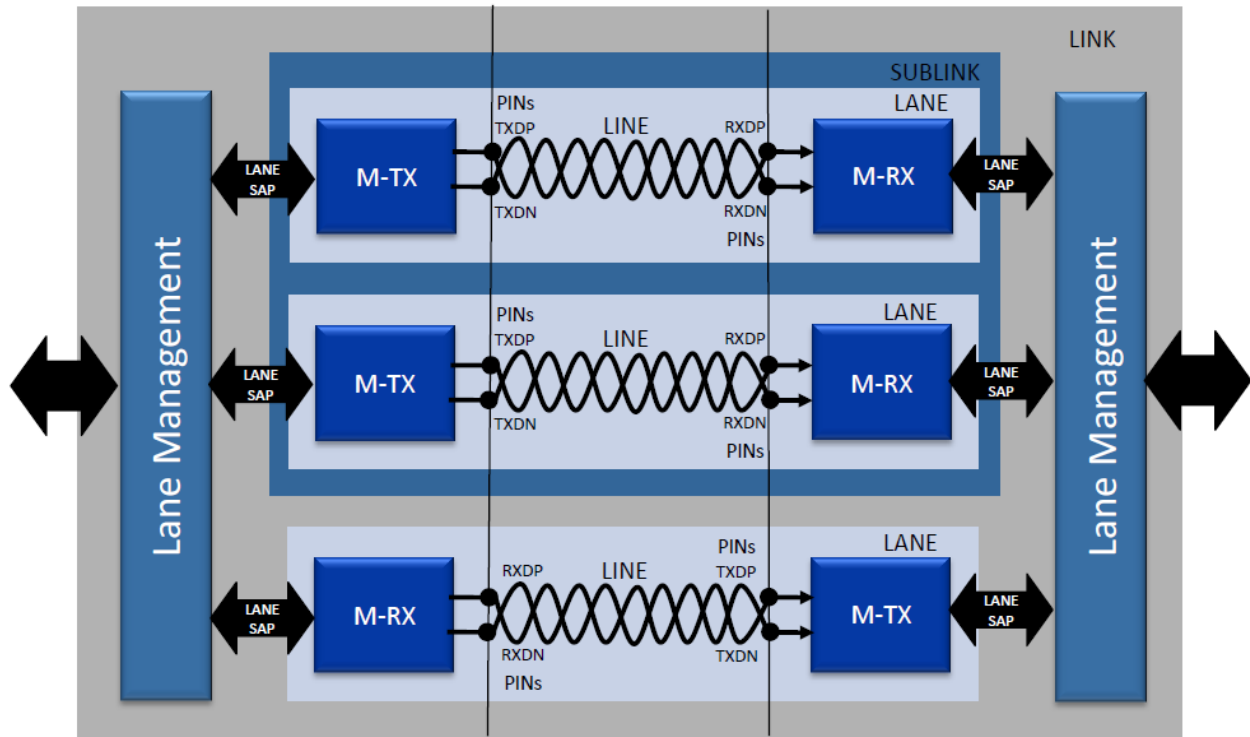 LINK
SUBLINK
Lane Management
LANE
PINs
TXDP
LINE
RXDP
M-TX
M-RX
LANE
SAP
LANE
SAP
TXDN
RXDN
PINs
LANE
PINs
TXDP
LINE
RXDP
M-TX
M-RX
LANE
SAP
LANE
SAP
TXDN
RXDN
PINs
LANE
PINs
RXDP
LINE
TXDP
M-RX
M-TX
LANE
SAP
LANE
SAP
RXDN
TXDN
PINs
Lane Management